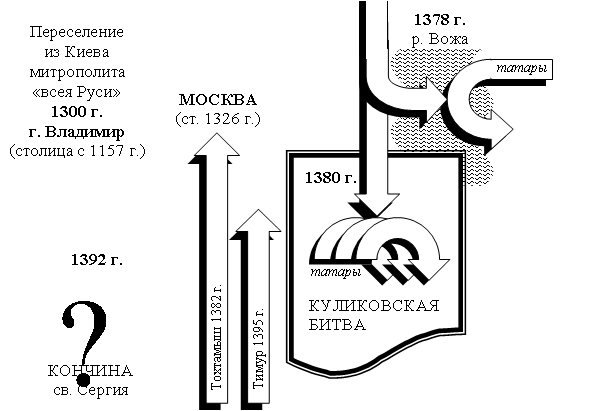 Переселение
из Киева
митрополита
«всея Руси»
1300 г.
г. Владимир
(столица с 1157 г.)
МОСКВА
(ст. 1326 г.)
1378 г.
р. Вожа
татары
1380 г.
татары
КУЛИКОВСКАЯ
БИТВА
Тохтамыш 1382 г.
Тимур 1395 г.
1392 г.
?
КОНЧИНА
св. Сергия